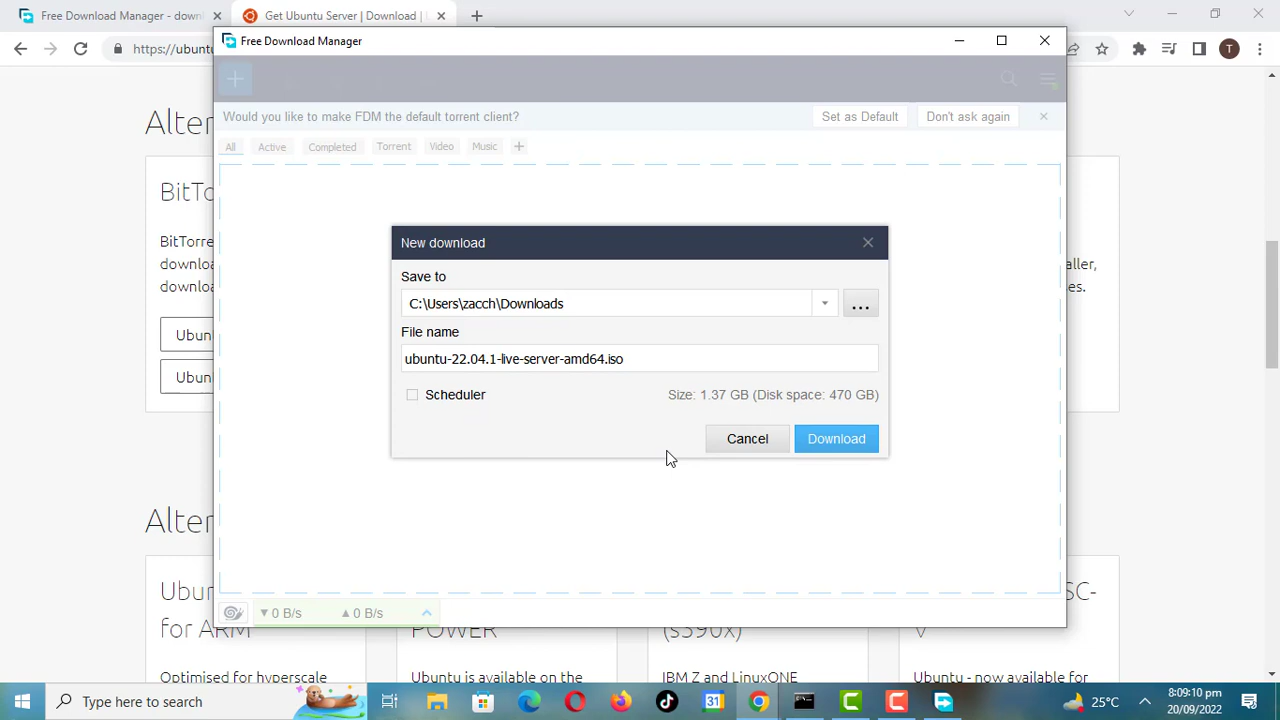 Free Download Manager - down
Get Ubuntu Server | Download |
https://ubuntu
T
Free Download Manager
Would you like to make FDM the default torrent client?
Set as Default
Don't ask again
All
Active
Completed
Torrent
Video
Music
New download
Save to
C:\Users\zacch\Downloads
...
File name
ubuntu-22.04.1-live-server-amd64.iso
Scheduler
Size: 1.37 GB (Disk space: 470 GB)
Cancel
Download
0 B/s
0 B/s
Alter
BitTo
BitTorre
downloa
downloa
Ubun
Ubun
aller,
es.
Alter
Ubun
for ARM
POWER
(s390x)
SC-
V
Optimised for hyperscale
Ubuntu is available on the
IBM Z and LinuxONE
Ubuntu - now available for
Type here to search
31
25°C
8:09:10 pm
20/09/2022